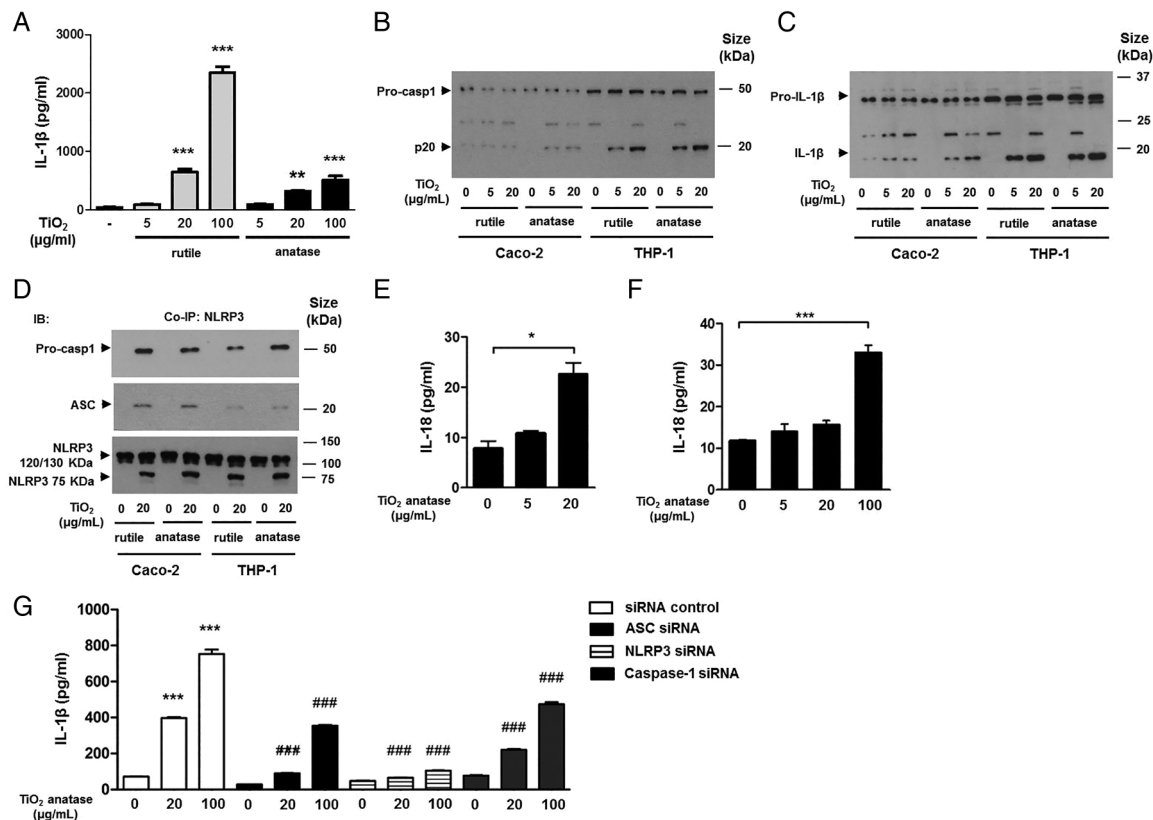 A
3000
2000
1000
0
IL-1β (pg/ml)
***
***
**
***
TiO2
(µg/ml)
- 5 20 100 5 20 100
rutile anatase
B
Size
(kDa)
Pro-casp1
50
p20
20
TiO2
(µg/mL)
0 5 20 0 5 20 0 5 20 0 5 20
rutile anatase rutile anatase
Caco-2 THP-1
C
Size
(kDa)
37
Pro-IL-1β
25
IL-1β
20
TiO2
(µg/mL)
0 5 20 0 5 20 0 5 20 0 5 20
rutile anatase rutile anatase
Caco-2 THP-1
D
IB: Co-IP: NLRP3
Size
(kDa)
Pro-casp1
50
ASC
20
NLRP3
120/130 KDa
NLRP3 75 KDa
150
100
75
TiO2
(µg/mL)
0 20 0 20 0 20 0 20
rutile anatase rutile anatase
Caco-2 THP-1
E
30
20
10
0
IL-18 (pg/ml)
*
TiO2 anatase
(µg/mL)
0 5 20
F
40
30
20
10
0
IL-18 (pg/ml)
***
TiO2 anatase
(µg/mL)
0 5 20 100
G
1000
800
600
400
200
0
IL-1β (pg/ml)
***
***
###
###
###
###
###
###
siRNA control
ASC siRNA
NLRP3 siRNA
Caspase-1 siRNA
TiO2 anatase
(µg/mL)
0 20 100 0 20 100 0 20 100 0 20 100